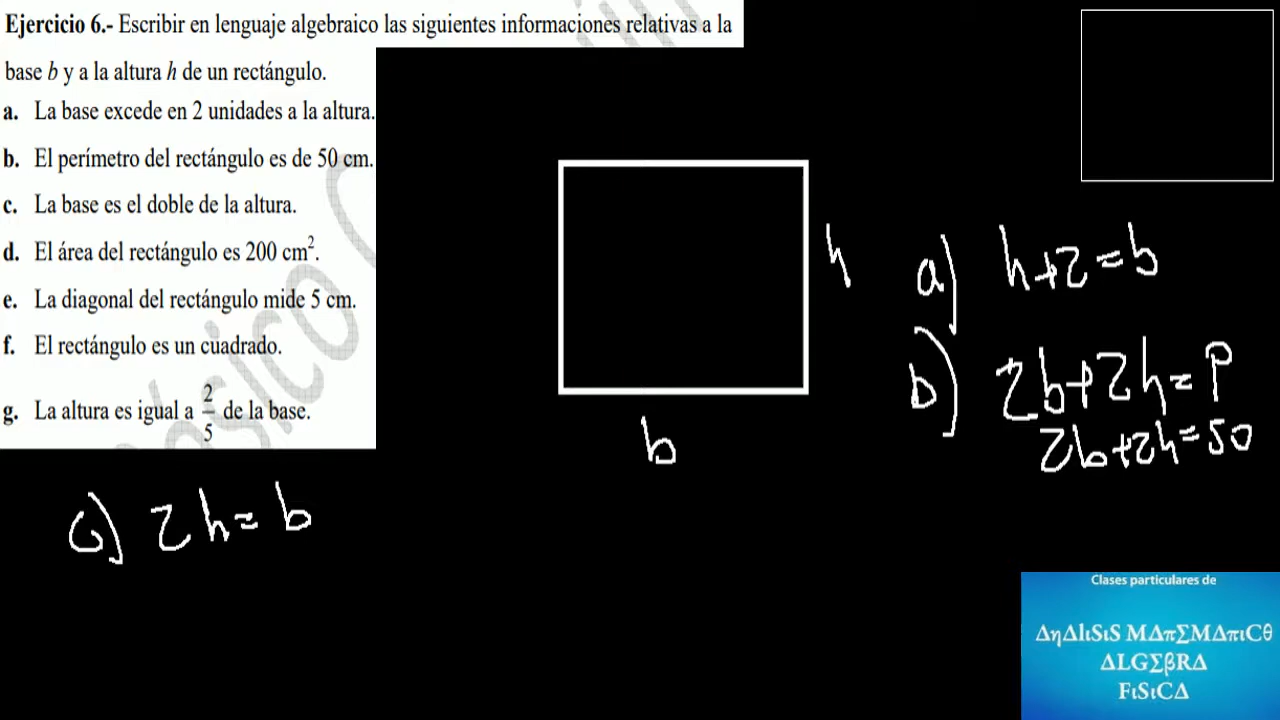 Ejercicio 6.- Escribir en lenguaje algebraico las siguientes informaciones relativas a la
base b y a la altura h de un rectángulo.
a. La base excede en 2 unidades a la altura.
b. El perímetro del rectángulo es de 50 cm.
c. La base es el doble de la altura.
d. El área del rectángulo es 200 cm².
e. La diagonal del rectángulo mide 5 cm.
f. El rectángulo es un cuadrado.
g. La altura es igual a 2/5 de la base.
h
b
a) h+2=b
b) 2b+2h=P
2b+2h=50
c) 2h=b
Clases particulares de
ΔηΔlιSιS MΔπΣMΔπιCθ
ΔLGΣβRΔ
FιSιCΔ